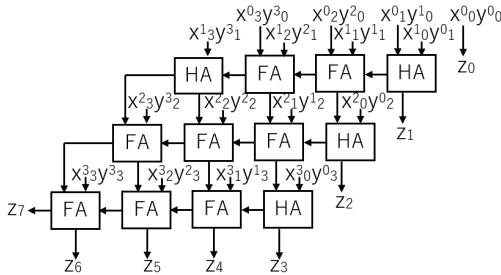 x⁰₃y³₀ x⁰₂y²₀ x⁰₁y¹₀ x⁰₀y⁰₀
x¹₃y³₁ x¹₂y²₁ x¹₁y¹₁ x¹₀y⁰₁
HA FA FA HA z₀
x²₃y³₂ x²₂y²₂ x²₁y¹₂ x²₀y⁰₂
z₁
FA FA FA HA
x³₃y³₃ x³₂y²₃ x³₁y¹₃ x³₀y⁰₃
z₂
z₇ FA FA FA HA
z₆ z₅ z₄ z₃